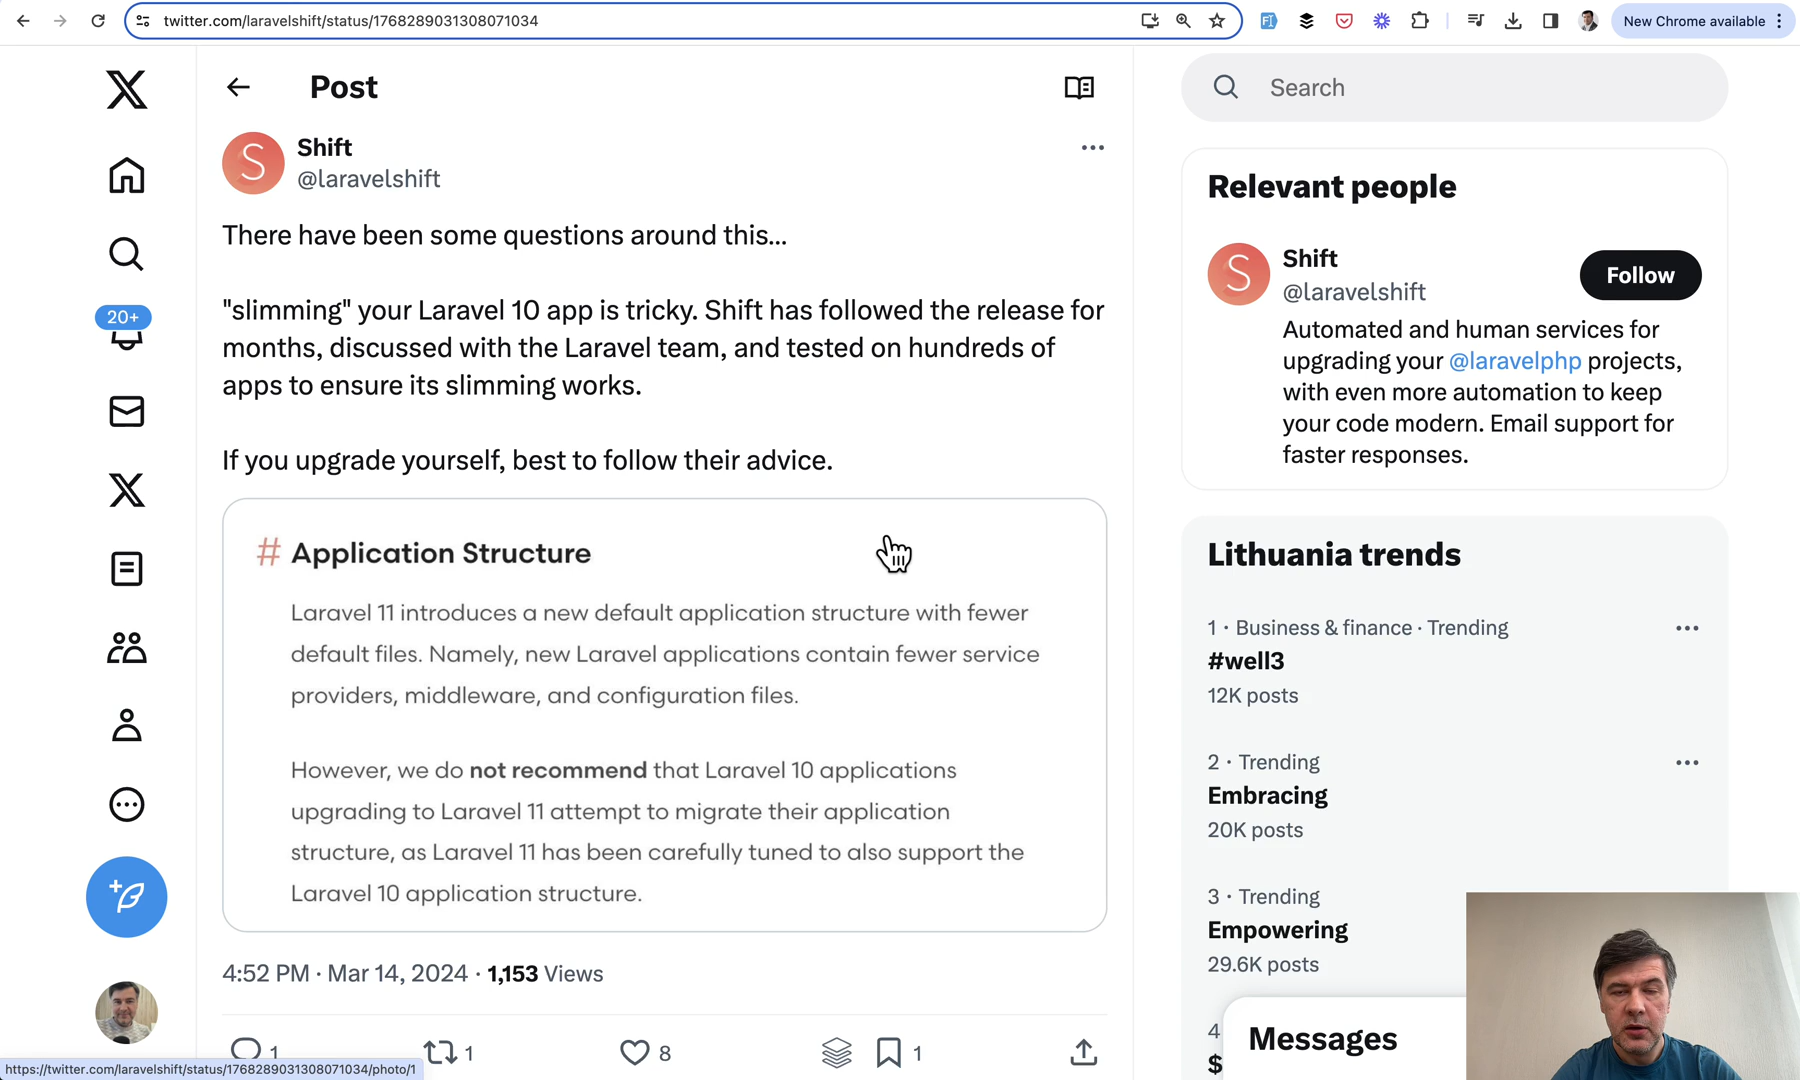 twitter.com/laravelshift/status/1768289031308071034
New Chrome available
Post
Search
Shift
@laravelshift
There have been some questions around this...
"slimming" your Laravel 10 app is tricky. Shift has followed the release for
months, discussed with the Laravel team, and tested on hundreds of
apps to ensure its slimming works.
If you upgrade yourself, best to follow their advice.
# Application Structure
Laravel 11 introduces a new default application structure with fewer
default files. Namely, new Laravel applications contain fewer service
providers, middleware, and configuration files.
However, we do not recommend that Laravel 10 applications
upgrading to Laravel 11 attempt to migrate their application
structure, as Laravel 11 has been carefully tuned to also support the
Laravel 10 application structure.
4:52 PM · Mar 14, 2024 · 1,153 Views
1
1
8
1
20+
Relevant people
Shift
@laravelshift
Follow
Automated and human services for
upgrading your @laravelphp projects,
with even more automation to keep
your code modern. Email support for
faster responses.
Lithuania trends
1 · Business & finance · Trending
#well3
12K posts
2 · Trending
Embracing
20K posts
3 · Trending
Empowering
29.6K posts
4
$
Messages
https://twitter.com/laravelshift/status/1768289031308071034/photo/1